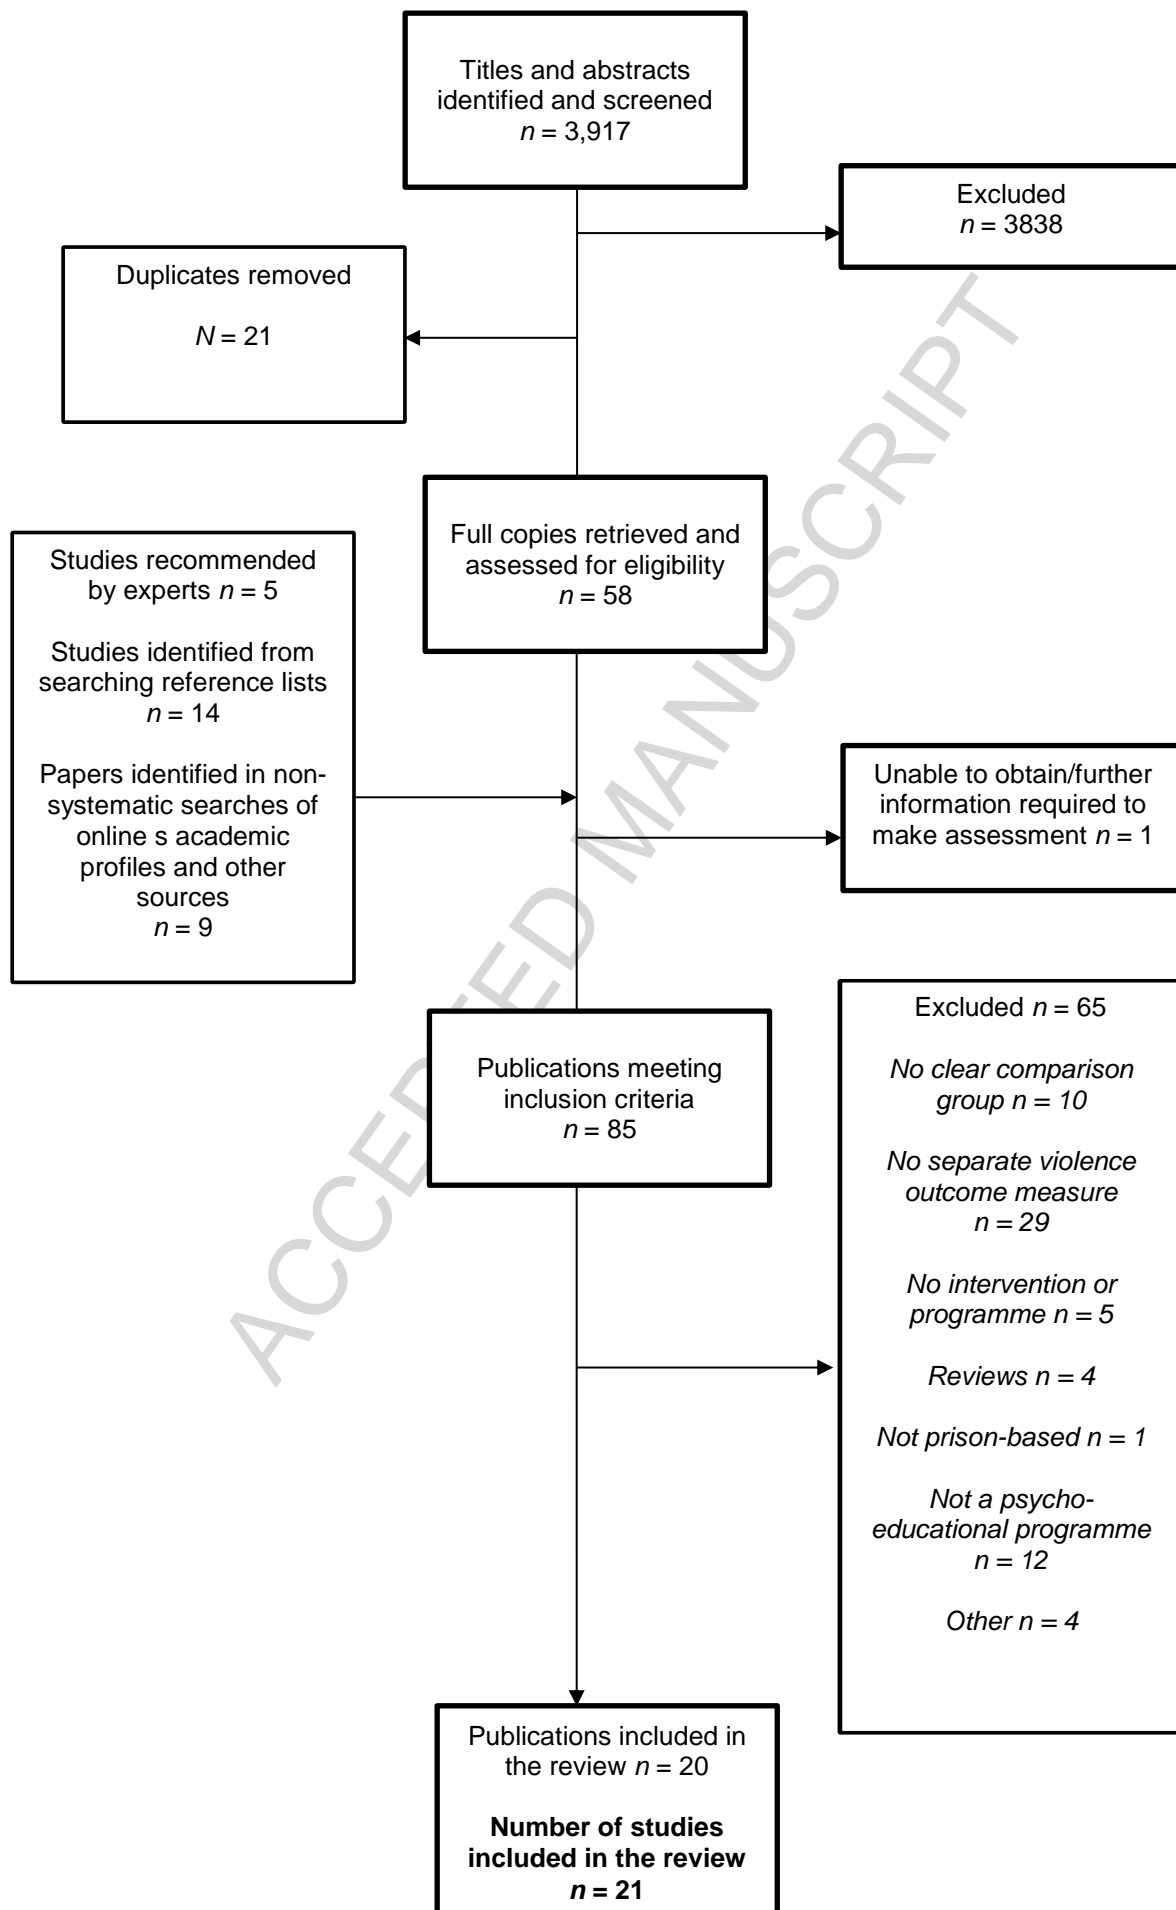 Titles and abstracts
identified and screened
n = 3,917
Excluded
n = 3838
Duplicates removed
N = 21
Full copies retrieved and
assessed for eligibility
n = 58
Studies recommended
by experts n = 5
Studies identified from
searching reference lists
n = 14
Papers identified in non-
systematic searches of
online s academic
profiles and other
sources
n = 9
Unable to obtain/further
information required to
make assessment n = 1
Publications meeting
inclusion criteria
n = 85
Excluded n = 65
No clear comparison
group n = 10
No separate violence
outcome measure
n = 29
No intervention or
programme n = 5
Reviews n = 4
Not prison-based n = 1
Not a psycho-
educational programme
n = 12
Other n = 4
Publications included in
the review n = 20
Number of studies
included in the review
n = 21
ACCEPTED MANUSCRIPT